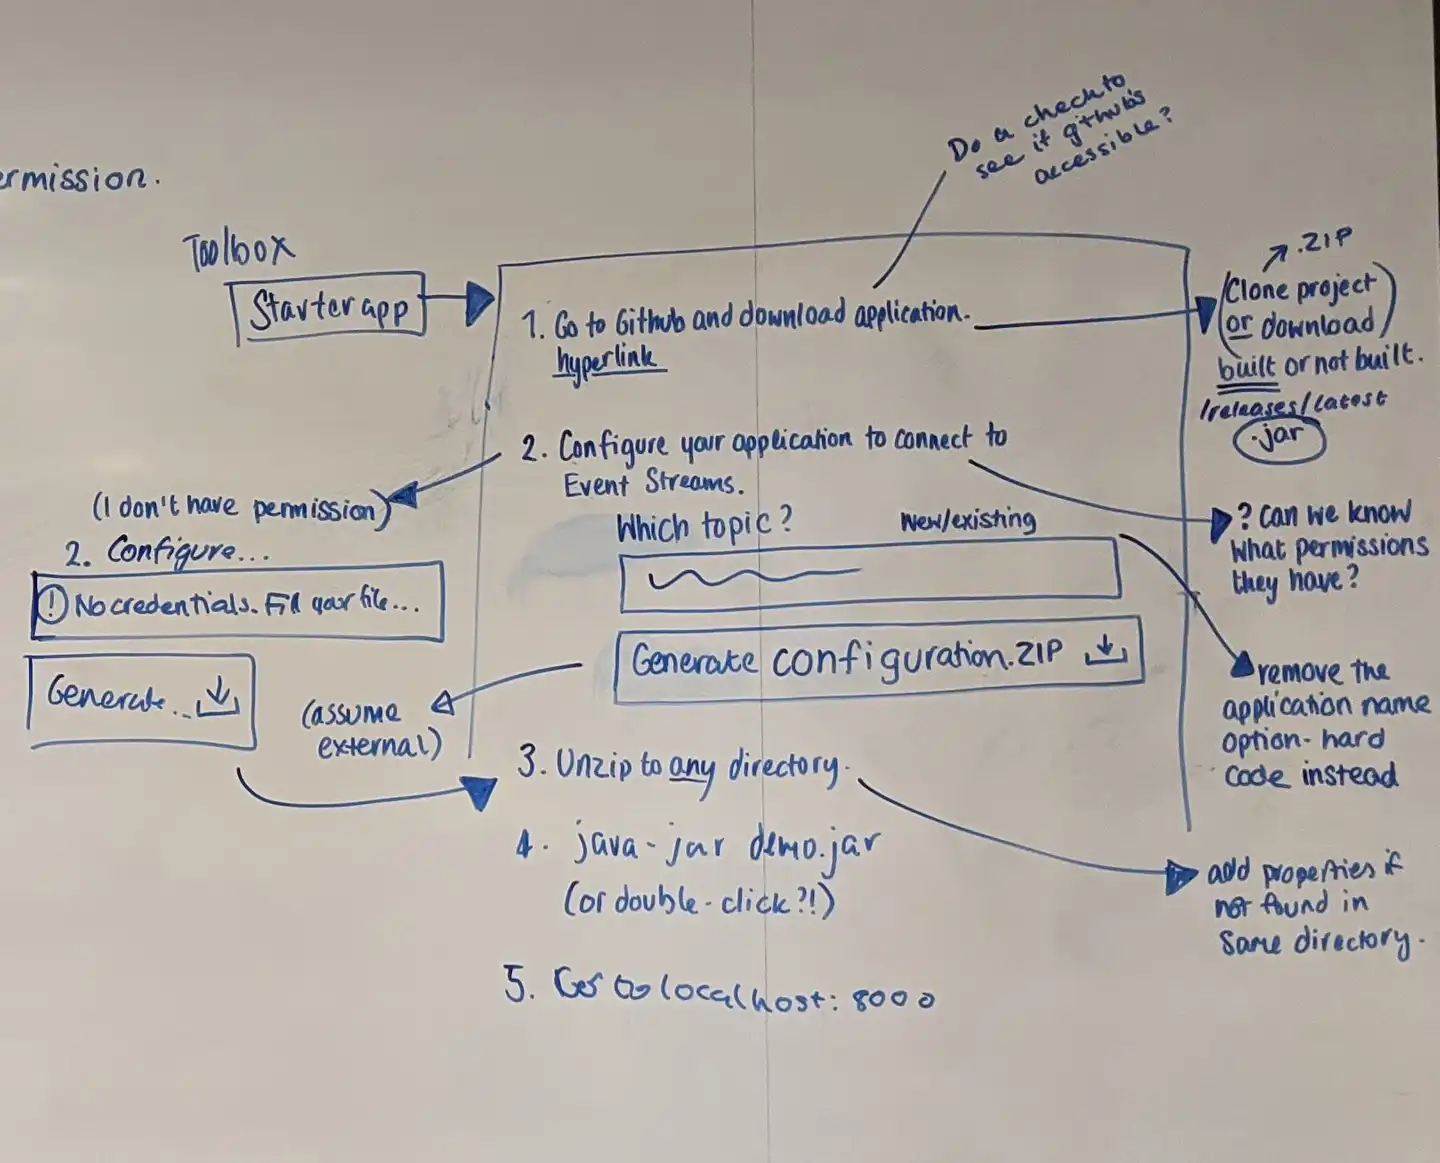 ermission.
Do a check to
see if github's
accessible?
Toolbox
Starter app
1. Go to Github and download application.
hyperlink
.ZIP
(Clone project
or download)
built or not built.
/releases/latest
.jar
2. Configure your application to connect to
Event Streams.
Which topic?
New/existing
Generate configuration.ZIP
(I don't have permission)
2. Configure...
! No credentials. Fill your file...
Generate...
(assume
external)
? Can we know
what permissions
they have?
remove the
application name
option- hard
code instead
3. Unzip to any directory.
4. java - jar demo.jar
(or double-click?!)
add properties if
not found in
same directory.
5. Go to localhost: 8000